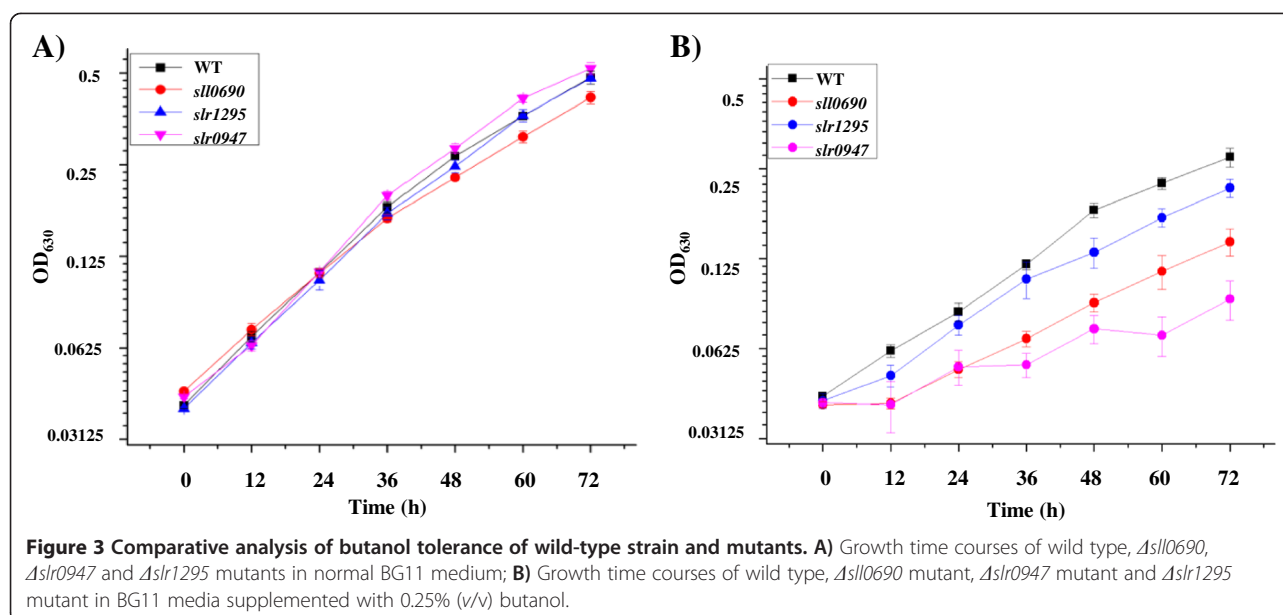 A)
WT
sll0690
slr1295
slr0947
0.5
0.25
0.125
0.0625
0.03125
OD630
0 12 24 36 48 60 72
Time (h)
B)
WT
sll0690
slr1295
slr0947
0.5
0.25
0.125
0.0625
0.03125
OD630
0 12 24 36 48 60 72
Time (h)
Figure 3 Comparative analysis of butanol tolerance of wild-type strain and mutants. A) Growth time courses of wild type, Δsll0690,
Δslr0947 and Δslr1295 mutants in normal BG11 medium; B) Growth time courses of wild type, Δsll0690 mutant, Δslr0947 mutant and Δslr1295
mutant in BG11 media supplemented with 0.25% (v/v) butanol.